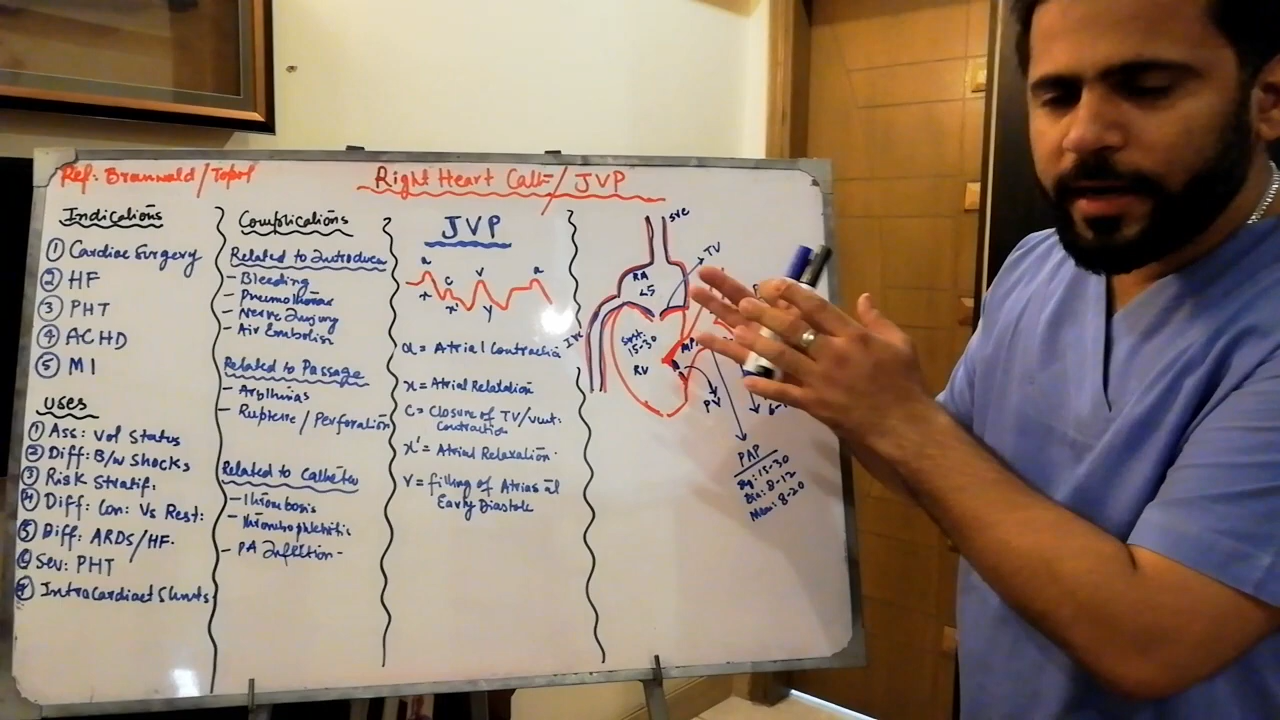 Ref: Braunwald/Topol
Right Heart Cath/JVP
Indications
① Cardiac Surgery
② HF
③ PHT
④ ACHD
⑤ MI
USES
① Ass: Vol Status
② Diff: B/w Shocks
③ Risk Stratif:
④ Diff: Con: Vs Rest:
⑤ Diff: ARDS/HF.
⑥ Sev: PHT
⑦ Intracardiact Shunts
Complications
Related to Introducer
- Bleeding
- Pneumothorax
- Nerve Injury
- Air Embolism
Related to Passage
- Arythmias
- Rupture / Perforation
Related to Catheter
- Thrombosis
- Thrombophlebitis
- PA Infection -
JVP
a
x
c
x'
v
y
a
a = Atrial Contraction
x = Atrial Relaxation
C = Closure of TV/vent: Contraction
x' = Atrial Relaxation.
V = filling of Atrias at
Early Diastole
SVC
TV
RA
<5
IVC
Syst:
15-30
RV
PV
PAP
Sys: 15-30
Dia: 8-12
Mean: 8-20